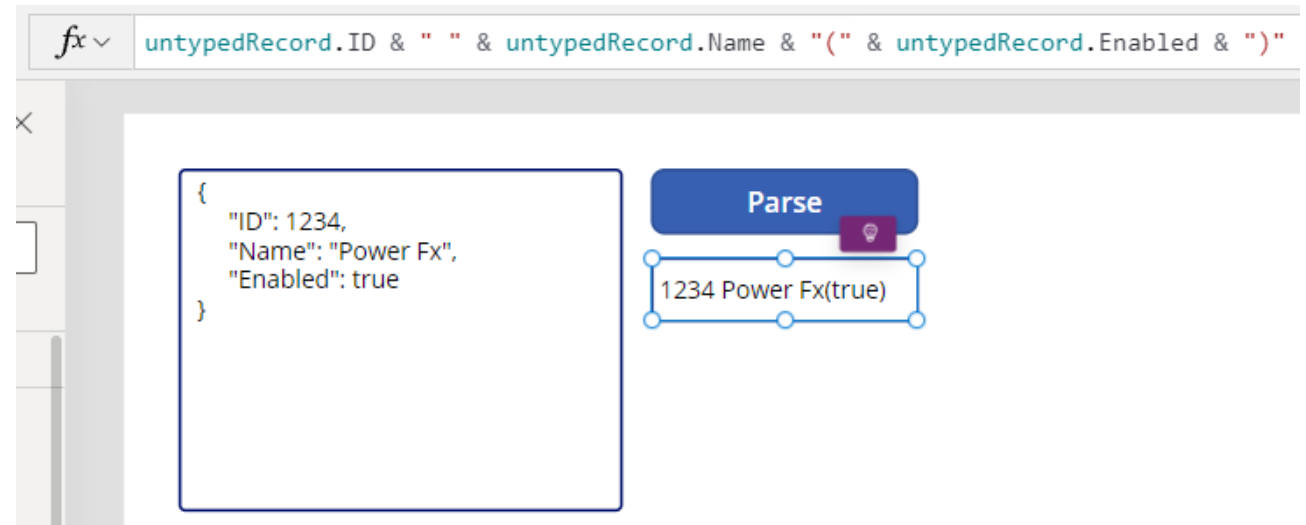 fx
untypedRecord.ID & " " & untypedRecord.Name & "(" & untypedRecord.Enabled & ")"
{
"ID": 1234,
"Name": "Power Fx",
"Enabled": true
}
Parse
1234 Power Fx(true)